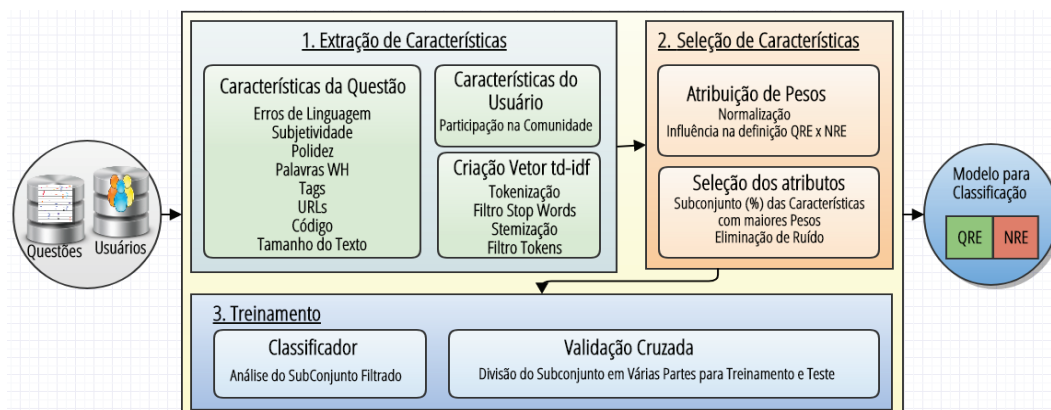 Questões
Usuários
1. Extração de Características
Características da Questão
Erros de Linguagem
Subjetividade
Polidez
Palavras WH
Tags
URLs
Código
Tamanho do Texto
Características do
Usuário
Participação na Comunidade
Criação Vetor td-idf
Tokenização
Filtro Stop Words
Stemização
Filtro Tokens
2. Seleção de Características
Atribuição de Pesos
Normalização
Influência na definição QRE x NRE
Seleção dos atributos
Subconjunto (%) das Características
com maiores Pesos
Eliminação de Ruído
3. Treinamento
Classificador
Análise do SubConjunto Filtrado
Validação Cruzada
Divisão do Subconjunto em Várias Partes para Treinamento e Teste
Modelo para
Classificação
QRE
NRE